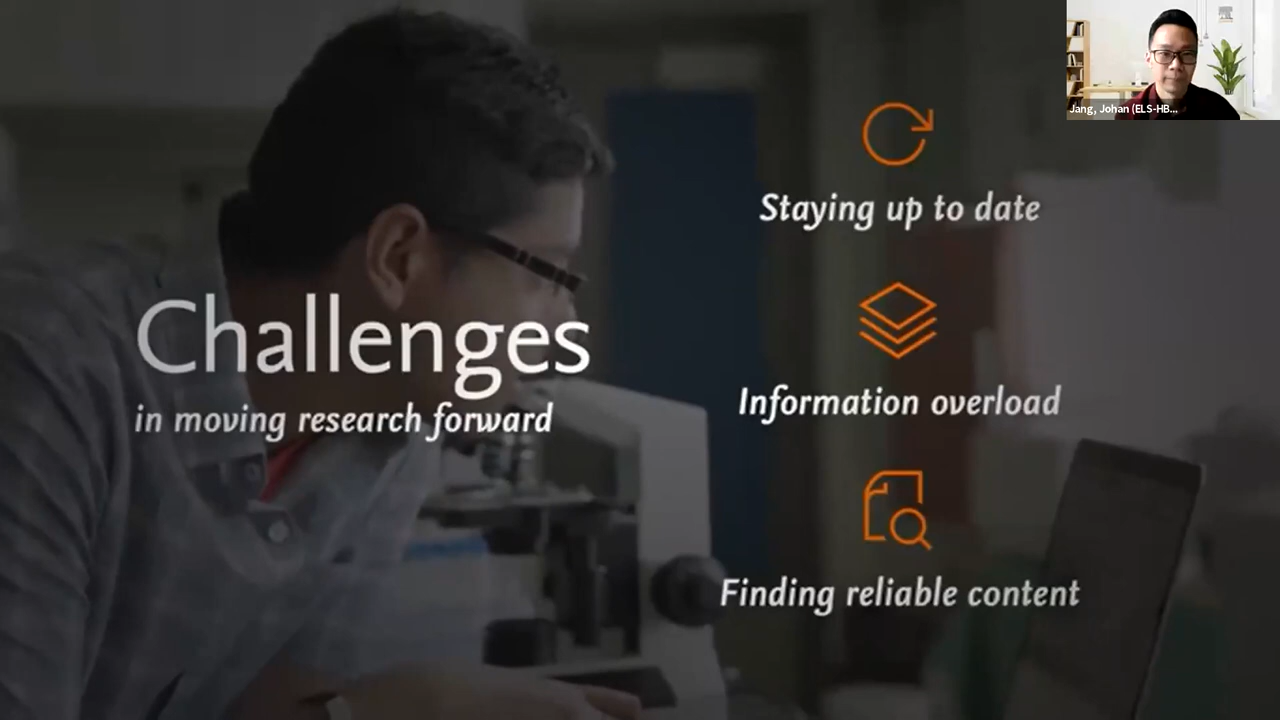 Jang, Johan (ELS-HB...
Staying up to date
Challenges
in moving research forward
Information overload
Finding reliable content